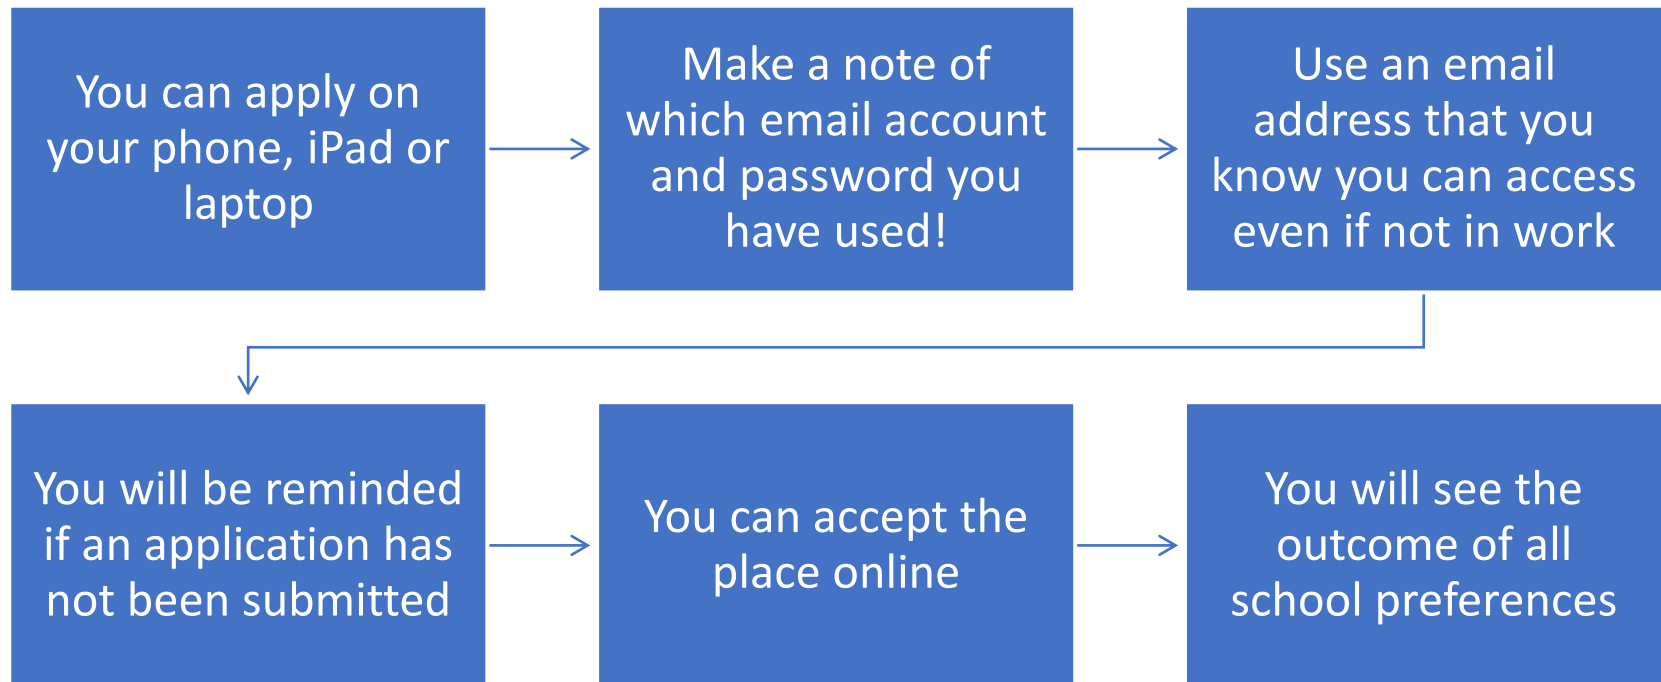 You can apply on
your phone, iPad or
laptop
Make a note of
which email account
and password you
have used!
Use an email
address that you
know you can access
even if not in work
You will be reminded
if an application has
not been submitted
You can accept the
place online
You will see the
outcome of all
school preferences